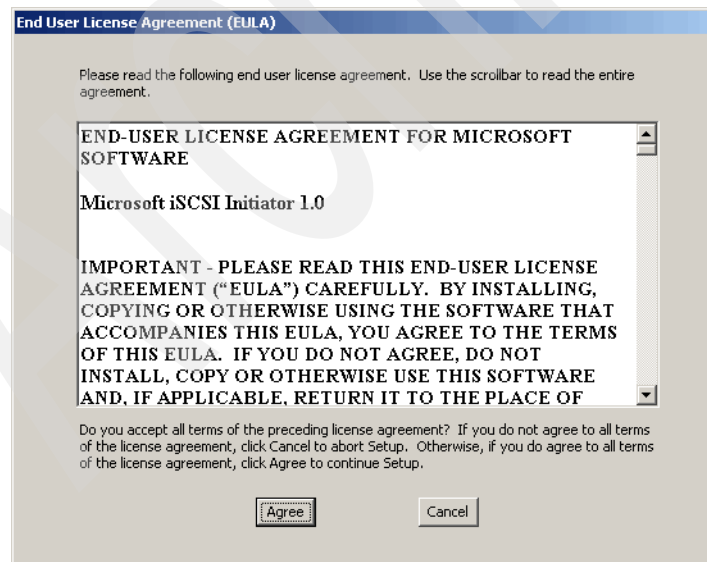 End User License Agreement (EULA)
Please read the following end user license agreement. Use the scrollbar to read the entire
agreement.
END-USER LICENSE AGREEMENT FOR MICROSOFT
SOFTWARE
Microsoft iSCSI Initiator 1.0
IMPORTANT - PLEASE READ THIS END-USER LICENSE
AGREEMENT (“EULA”) CAREFULLY. BY INSTALLING,
COPYING OR OTHERWISE USING THE SOFTWARE THAT
ACCOMPANIES THIS EULA, YOU AGREE TO THE TERMS
OF THIS EULA. IF YOU DO NOT AGREE, DO NOT
INSTALL, COPY OR OTHERWISE USE THIS SOFTWARE
AND, IF APPLICABLE, RETURN IT TO THE PLACE OF
Do you accept all terms of the preceding license agreement? If you do not agree to all terms
of the license agreement, click Cancel to abort Setup. Otherwise, if you do agree to all terms
of the license agreement, click Agree to continue Setup.
Agree
Cancel